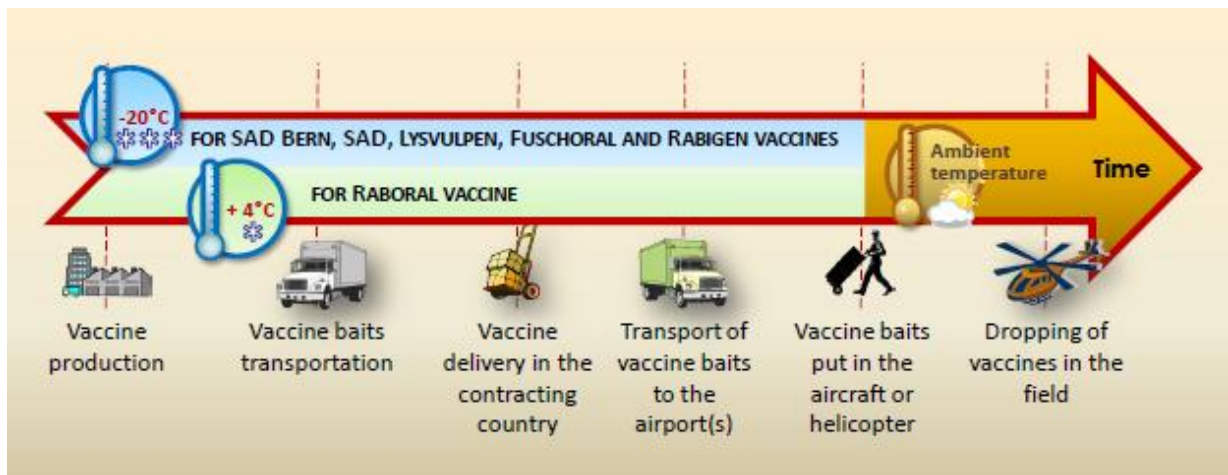 -20°C
FOR SAD BERN, SAD, LYSVULPEN, FUSCHORAL AND RABIGEN VACCINES
Ambient
temperature
Time
+ 4°C
FOR RABORAL VACCINE
Vaccine
production
Vaccine baits
transportation
Vaccine
delivery in the
contracting
country
Transport of
vaccine baits
to the
airport(s)
Vaccine baits
put in the
aircraft or
helicopter
Dropping of
vaccines in the
field